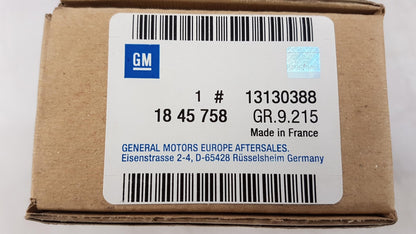 GM
1 # 13130388
18 45 758 GR.9.215
Made in France
GENERAL MOTORS EUROPE AFTERSALES.
Eisenstrasse 2-4, D-65428 Rüsselsheim Germany